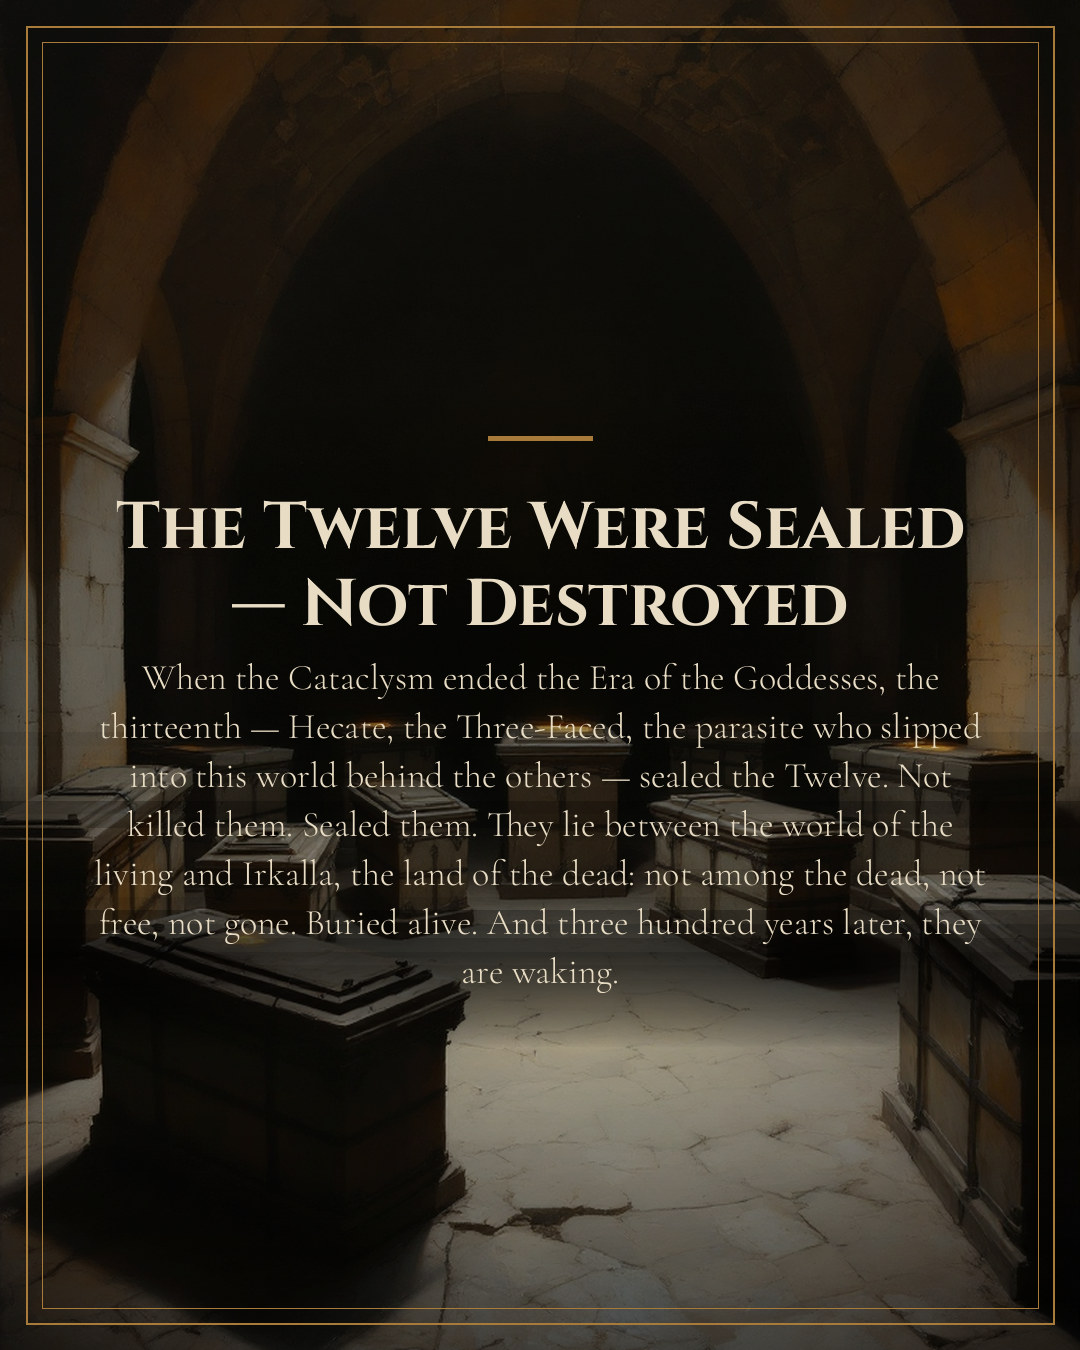 The Twelve Were Sealed
— Not Destroyed
When the Cataclysm ended the Era of the Goddesses, the
thirteenth — Hecate, the Three-Faced, the parasite who slipped
into this world behind the others — sealed the Twelve. Not
killed them. Sealed them. They lie between the world of the
living and Irkalla, the land of the dead: not among the dead, not
free, not gone. Buried alive. And three hundred years later, they
are waking.